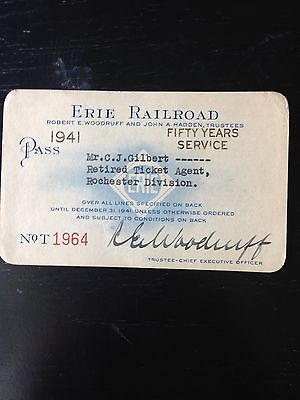 ERIE RAILROAD
ROBERT E. WOODRUFF AND JOHN A. HADDEN, TRUSTEES
1941 FIFTY YEARS
PASS SERVICE
Mr.C.J.Gilbert ------
Retired Ticket Agent,
Rochester Division.
ERIE
OVER ALL LINES SPECIFIED ON BACK
UNTIL DECEMBER 31, 1941 UNLESS OTHERWISE ORDERED
AND SUBJECT TO CONDITIONS ON BACK
No T 1964 R E Woodruff
TRUSTEE-CHIEF EXECUTIVE OFFICER